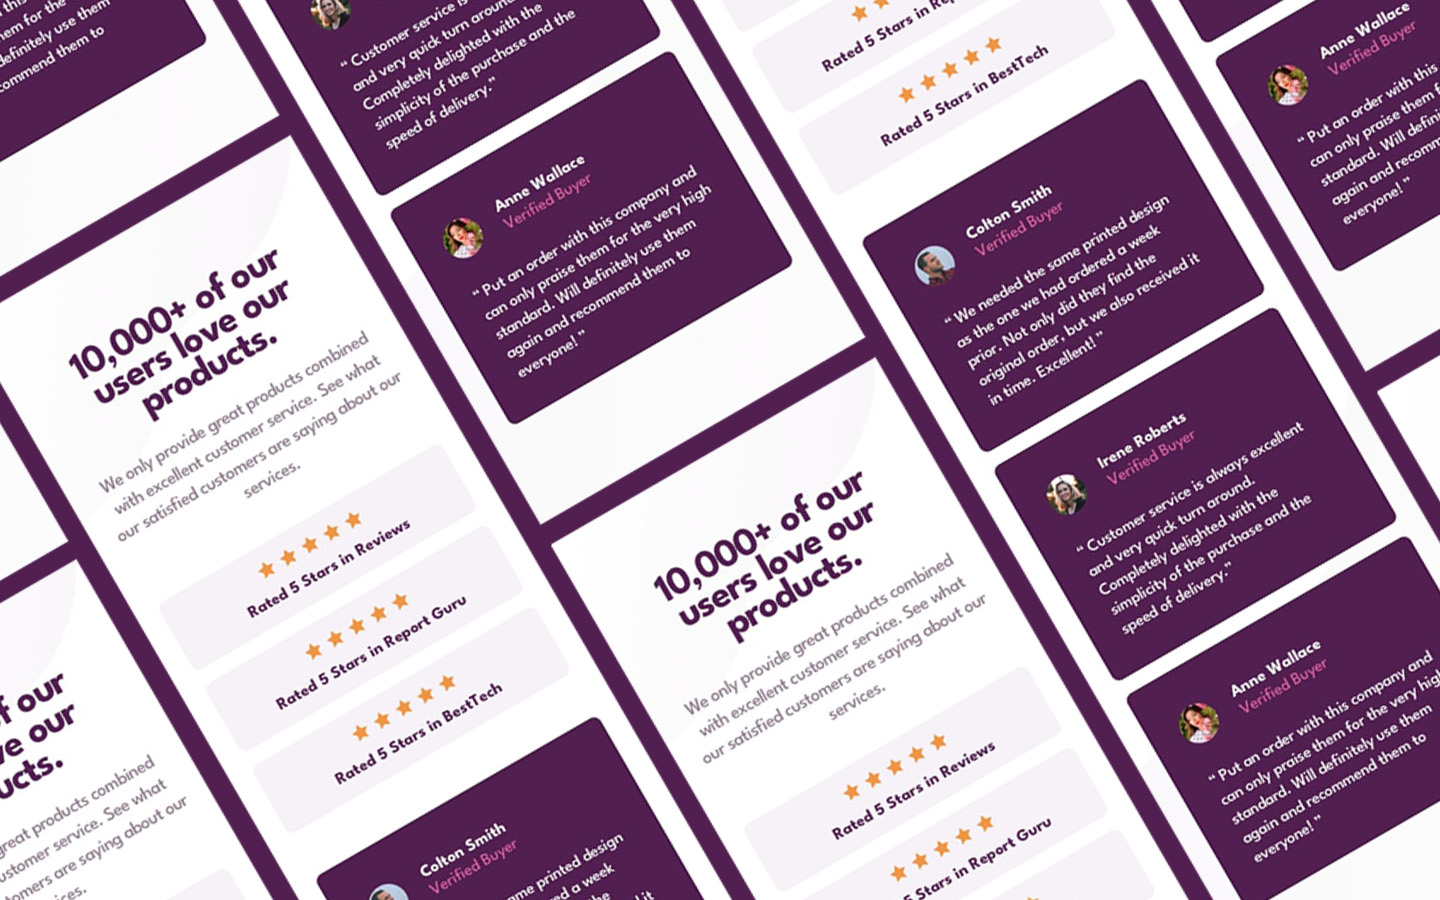 hem for the
definitely use them
commend them to
“ Customer service is
and very quick turn around
Completely delighted with the
simplicity of the purchase and the
speed of delivery.”
Anne Wallace
Verified Buyer
“ Put an order with this company and
can only praise them for the very high
standard. Will definitely use them
again and recommend them to
everyone! ”
10,000+ of our
users love our
products.
We only provide great products combined
with excellent customer service. See what
our satisfied customers are saying about our
services.
Rated 5 Stars in Reviews
Rated 5 Stars in Report Guru
Rated 5 Stars in BestTech
Colton Smith
Verified Buyer
me printed design
ed a week
the
it
of our
ve our
ucts.
great products combined
ustomer service. See what
tomers are saying about our
ices.
Rated 5 Stars in Rep
Rated 5 Stars in BestTech
Colton Smith
Verified Buyer
“ We needed the same printed design
as the one we had ordered a week
prior. Not only did they find the
original order, but we also received it
in time. Excellent! ”
Irene Roberts
Verified Buyer
“ Customer service is always excellent
and very quick turn around.
Completely delighted with the
simplicity of the purchase and the
speed of delivery.”
Anne Wallace
Verified Buyer
“ Put an order with this company and
can only praise them for the very high
standard. Will definitely use them
again and recommend them to
everyone! ”
10,000+ of our
users love our
products.
We only provide great products combined
with excellent customer service. See what
our satisfied customers are saying about our
services.
Rated 5 Stars in Reviews
5 Stars in Report Guru
Anne Wallace
Verified Buyer
“ Put an order with this
can only praise them f
standard. Will defini
again and recomm
everyone! ”